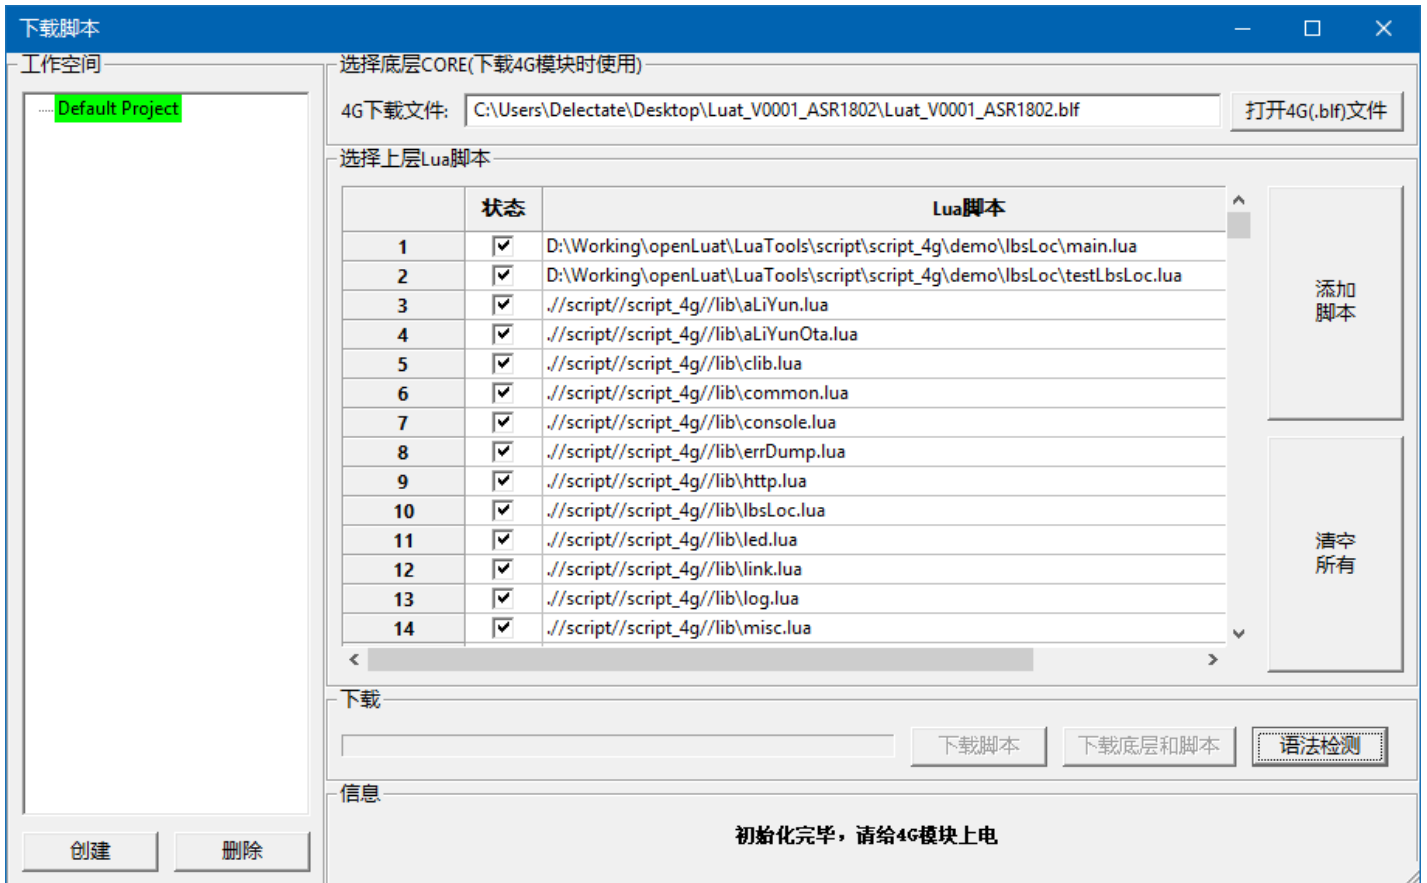 下载脚本
工作空间
Default Project
创建
删除
选择底层CORE(下载4G模块时使用)
4G下载文件:
C:\Users\Delectate\Desktop\Luat_V0001_ASR1802\Luat_V0001_ASR1802.blf
打开4G(.blf)文件
选择上层Lua脚本
状态 Lua脚本
1 D:\Working\openLuat\LuaTools\script\script_4g\demo\lbsLoc\main.lua
2 D:\Working\openLuat\LuaTools\script\script_4g\demo\lbsLoc\testLbsLoc.lua
3 .//script//script_4g//lib\aLiYun.lua
4 .//script//script_4g//lib\aLiYunOta.lua
5 .//script//script_4g//lib\clib.lua
6 .//script//script_4g//lib\common.lua
7 .//script//script_4g//lib\console.lua
8 .//script//script_4g//lib\errDump.lua
9 .//script//script_4g//lib\http.lua
10 .//script//script_4g//lib\lbsLoc.lua
11 .//script//script_4g//lib\led.lua
12 .//script//script_4g//lib\link.lua
13 .//script//script_4g//lib\log.lua
14 .//script//script_4g//lib\misc.lua
添加
脚本
清空
所有
下载
下载脚本
下载底层和脚本
语法检测
信息
初始化完毕，请给4G模块上电